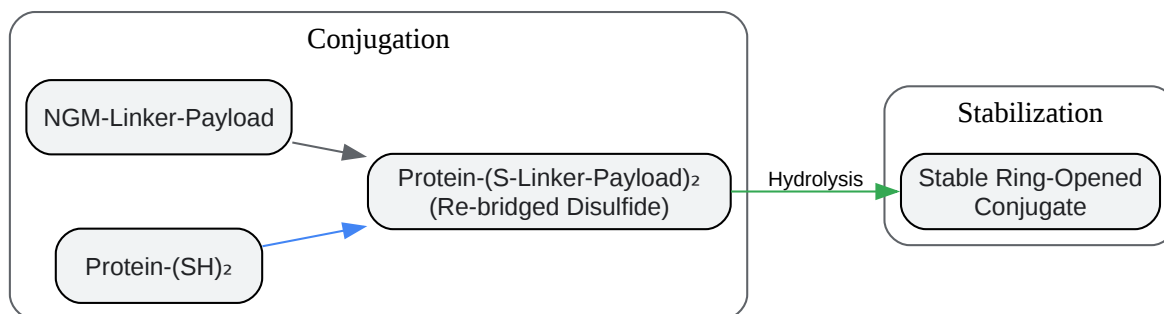 Conjugation
NGM-Linker-Payload
Protein-(SH)₂
Protein-(S-Linker-Payload)₂
(Re-bridged Disulfide)
Hydrolysis
Stabilization
Stable Ring-Opened
Conjugate